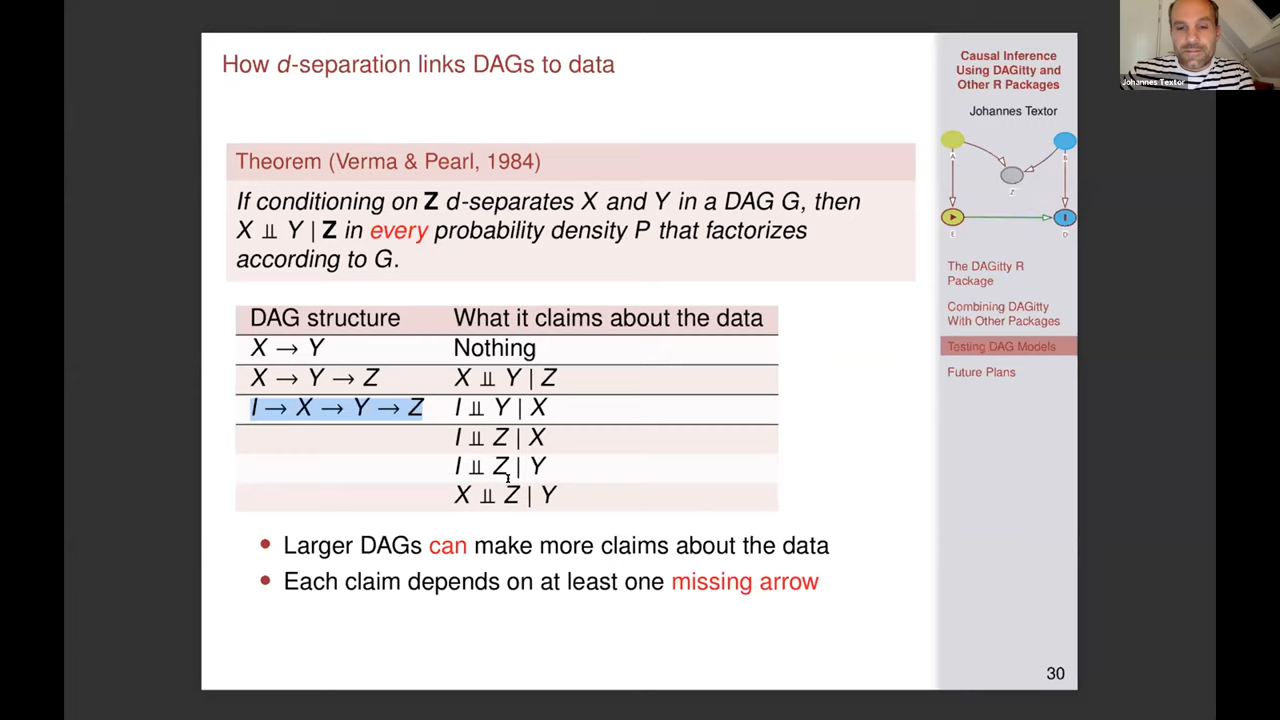 How d-separation links DAGs to data
Theorem (Verma & Pearl, 1984)
If conditioning on Z d-separates X and Y in a DAG G, then
X ⫫ Y | Z in every probability density P that factorizes
according to G.
DAG structure What it claims about the data
X → Y Nothing
X → Y → Z X ⫫ Y | Z
I → X → Y → Z I ⫫ Y | X
I ⫫ Z | X
I ⫫ Z | Y
X ⫫ Z | Y
• Larger DAGs can make more claims about the data
• Each claim depends on at least one missing arrow
Causal Inference
Using DAGitty and
Other R Packages
Johannes Textor
A B
Z
E D
The DAGitty R
Package
Combining DAGitty
With Other Packages
Testing DAG Models
Future Plans
30
Johannes Textor